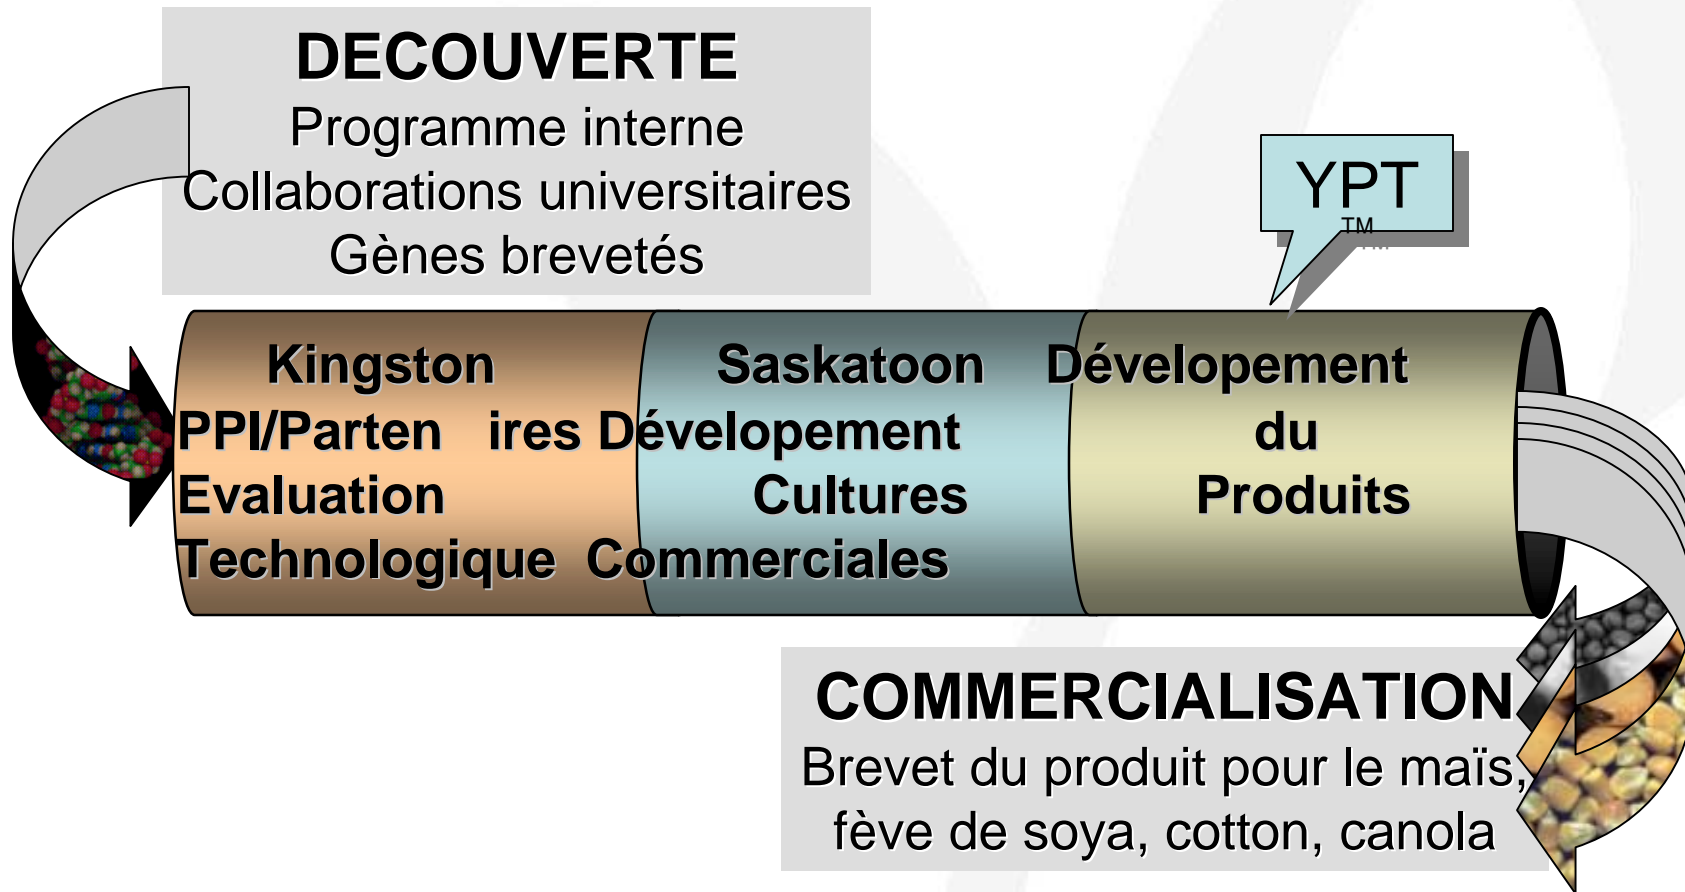 DECOUVERTE
Programme interne
Collaborations universitaires
Gènes brevetés
YPT
TM
Kingston
PPI/Parten ires
Evaluation
Technologique
Saskatoon
Dévelopement
Cultures
Commerciales
Dévelopement
du
Produits
COMMERCIALISATION
Brevet du produit pour le maïs,
fève de soya, cotton, canola